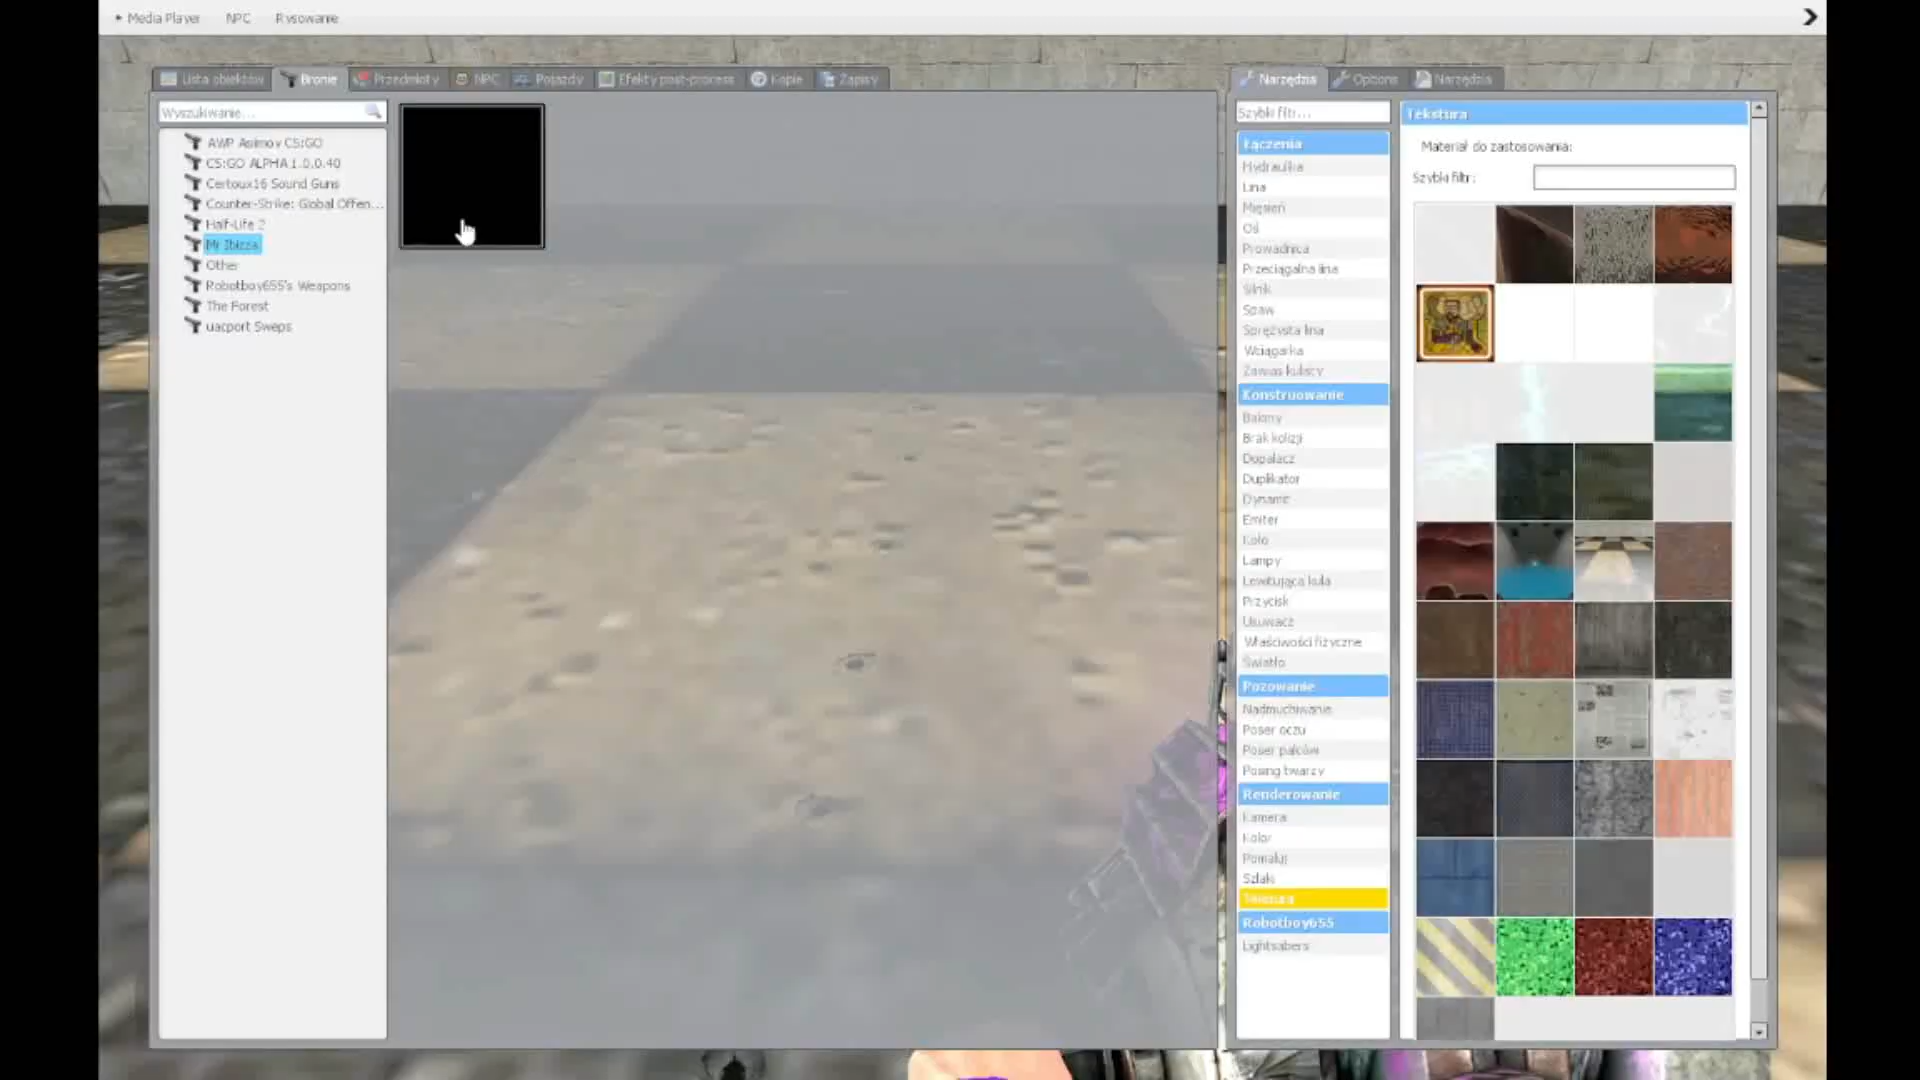 Media Player NPC Rysowanie
Lista obiektów Bronie Przedmioty NPC Pojazdy Efekty post-process Kopie Zapisy
Narzędzia Options Narzędzia
Wyszukiwanie...
AWP Asimov CS:GO
CS:GO ALPHA 1.0.0.40
Certoux16 Sound Guns
Counter-Strike: Global Offen...
Half-Life 2
Mr Ibizza
Other
Robotboy655's Weapons
The Forest
uacport Sweps
Szybki filtr...
Łączenia
Hydraulika
Lina
Mięsień
Oś
Prowadnica
Przeciągalna lina
Silnik
Spaw
Sprężysta lina
Wciągarka
Zawias kulisty
Konstruowanie
Balony
Brak kolizji
Dopalacz
Duplikator
Dynamit
Emiter
Koło
Lampy
Lewitująca kula
Przycisk
Usuwacz
Właściwości fizyczne
Światło
Pozowanie
Nadmuchiwanie
Poser oczu
Poser palców
Posing twarzy
Renderowanie
Kamera
Kolor
Pomaluj
Szlaki
Tekstura
Robotboy655
Lightsabers
Tekstura
Materiał do zastosowania:
Szybki filtr: